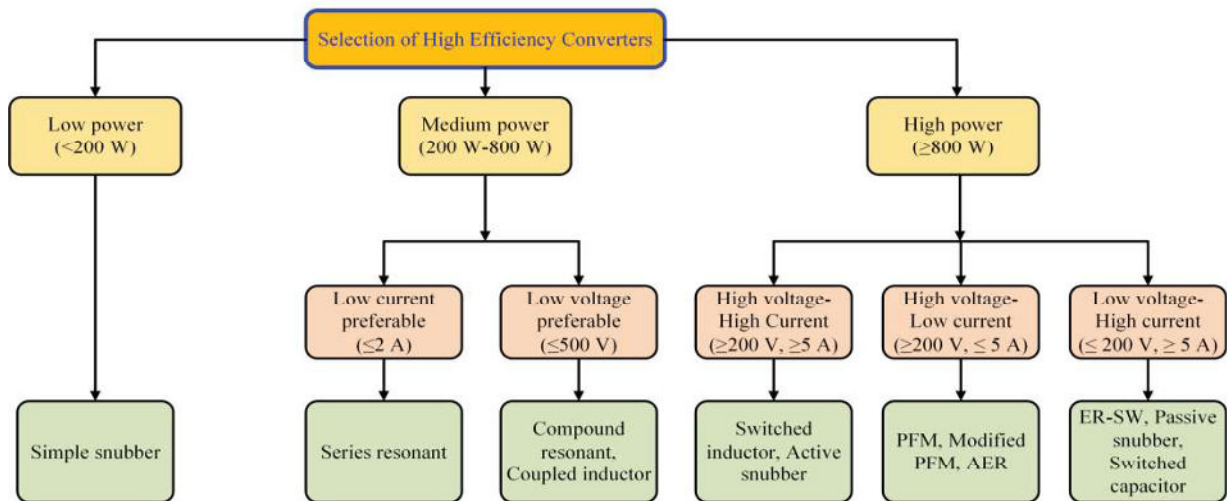 Selection of High Efficiency Converters
Low power
(<200 W)
Medium power
(200 W-800 W)
High power
(≥800 W)
Low current
preferable
(≤2 A)
Low voltage
preferable
(≤500 V)
High voltage-
High Current
(≥200 V, ≥5 A)
High voltage-
Low current
(≥200 V, ≤ 5 A)
Low voltage-
High current
(≤ 200 V, ≥ 5 A)
Simple snubber
Series resonant
Compound
resonant,
Coupled inductor
Switched
inductor, Active
snubber
PFM, Modified
PFM, AER
ER-SW, Passive
snubber,
Switched
capacitor